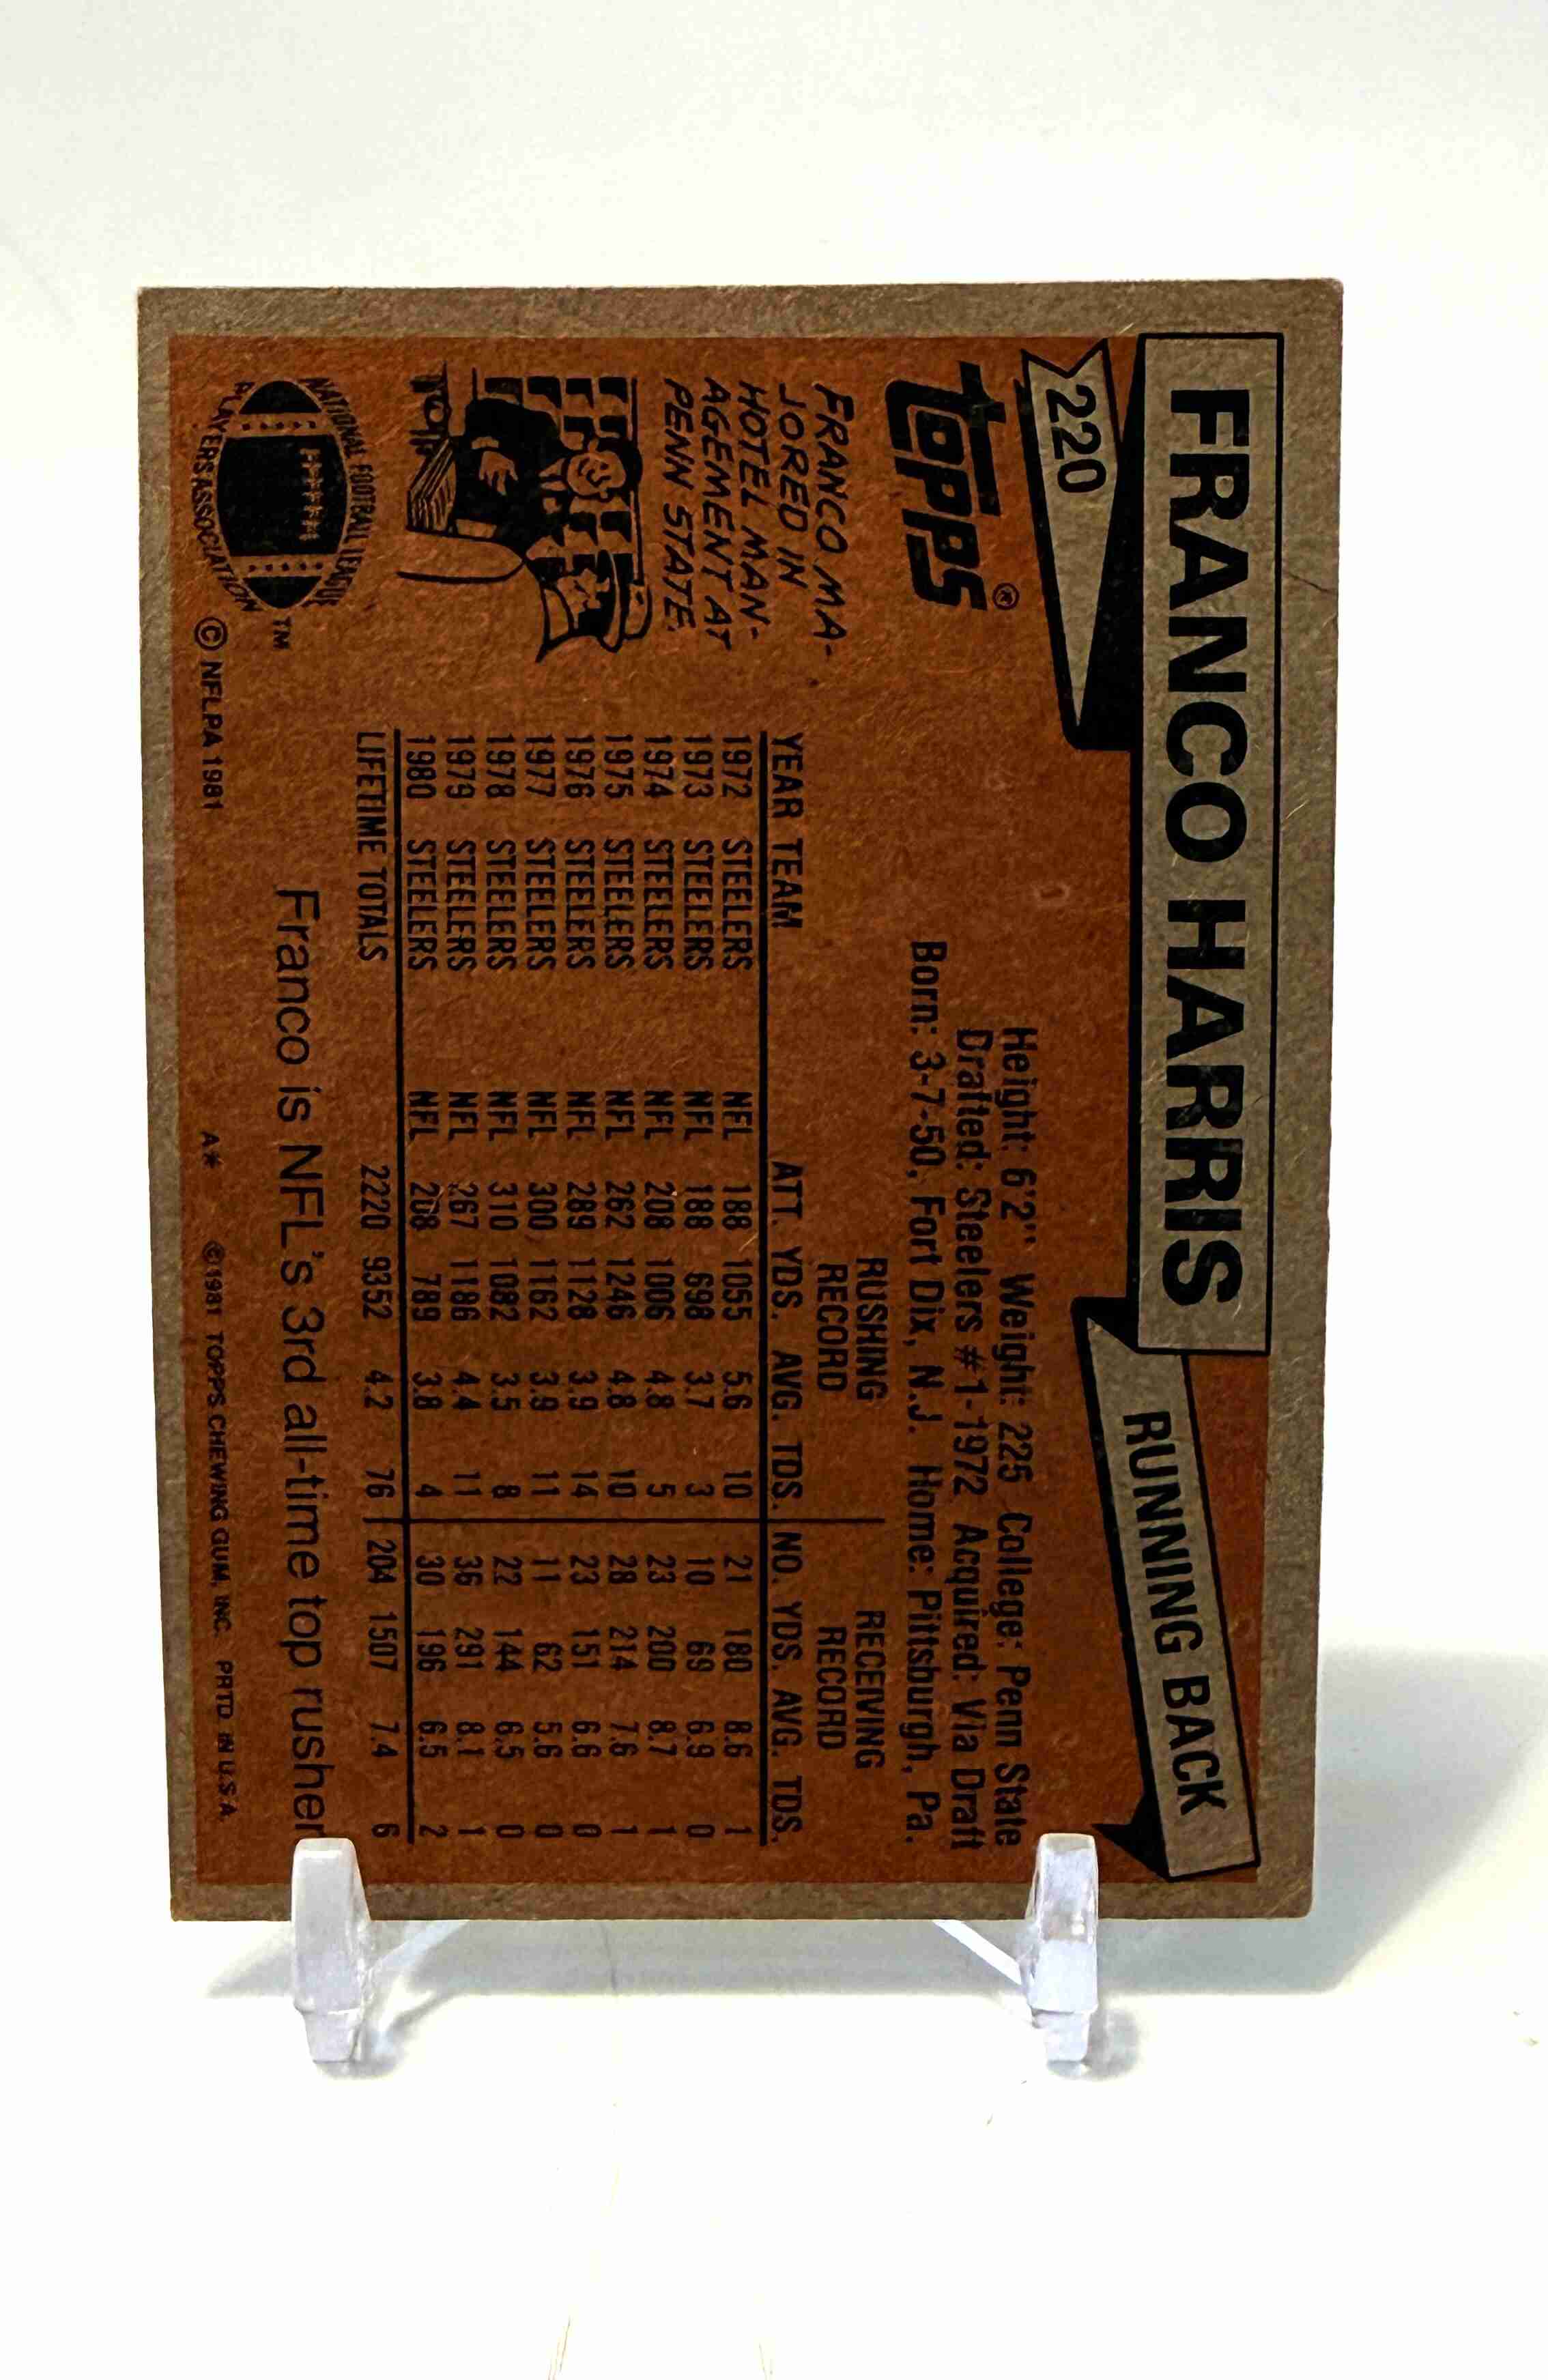 FRANCO HARRIS
RUNNING BACK
220
topps®
Height: 6'2" Weight: 225 College: Penn State
Drafted: Steelers #1-1972 Acquired: Via Draft
Born: 3-7-50, Fort Dix, N.J. Home: Pittsburgh, Pa.
FRANCO MA-
JORED IN
HOTEL MAN-
AGEMENT AT
PENN STATE.
RUSHING RECEIVING
RECORD RECORD
YEAR TEAM ATT. YDS. AVG. TDS. NO. YDS. AVG. TDS.
1972 STEELERS NFL 188 1055 5.6 10 21 180 8.6 1
1973 STEELERS NFL 188 698 3.7 3 10 69 6.9 0
1974 STEELERS NFL 208 1006 4.8 5 23 200 8.7 1
1975 STEELERS NFL 262 1246 4.8 10 28 214 7.6 1
1976 STEELERS NFL 289 1128 3.9 14 23 151 6.6 0
1977 STEELERS NFL 300 1162 3.9 11 11 62 5.6 0
1978 STEELERS NFL 310 1082 3.5 8 22 144 6.5 0
1979 STEELERS NFL 267 1186 4.4 11 36 291 8.1 1
1980 STEELERS NFL 208 789 3.8 4 30 196 6.5 2
LIFETIME TOTALS 2220 9352 4.2 76 204 1507 7.4 6
Franco is NFL's 3rd all-time top rusher
NATIONAL FOOTBALL LEAGUE
PLAYERS ASSOCIATION
TM
© NFLPA 1981
A* ©1981 TOPPS CHEWING GUM, INC. PRTD. IN U.S.A.